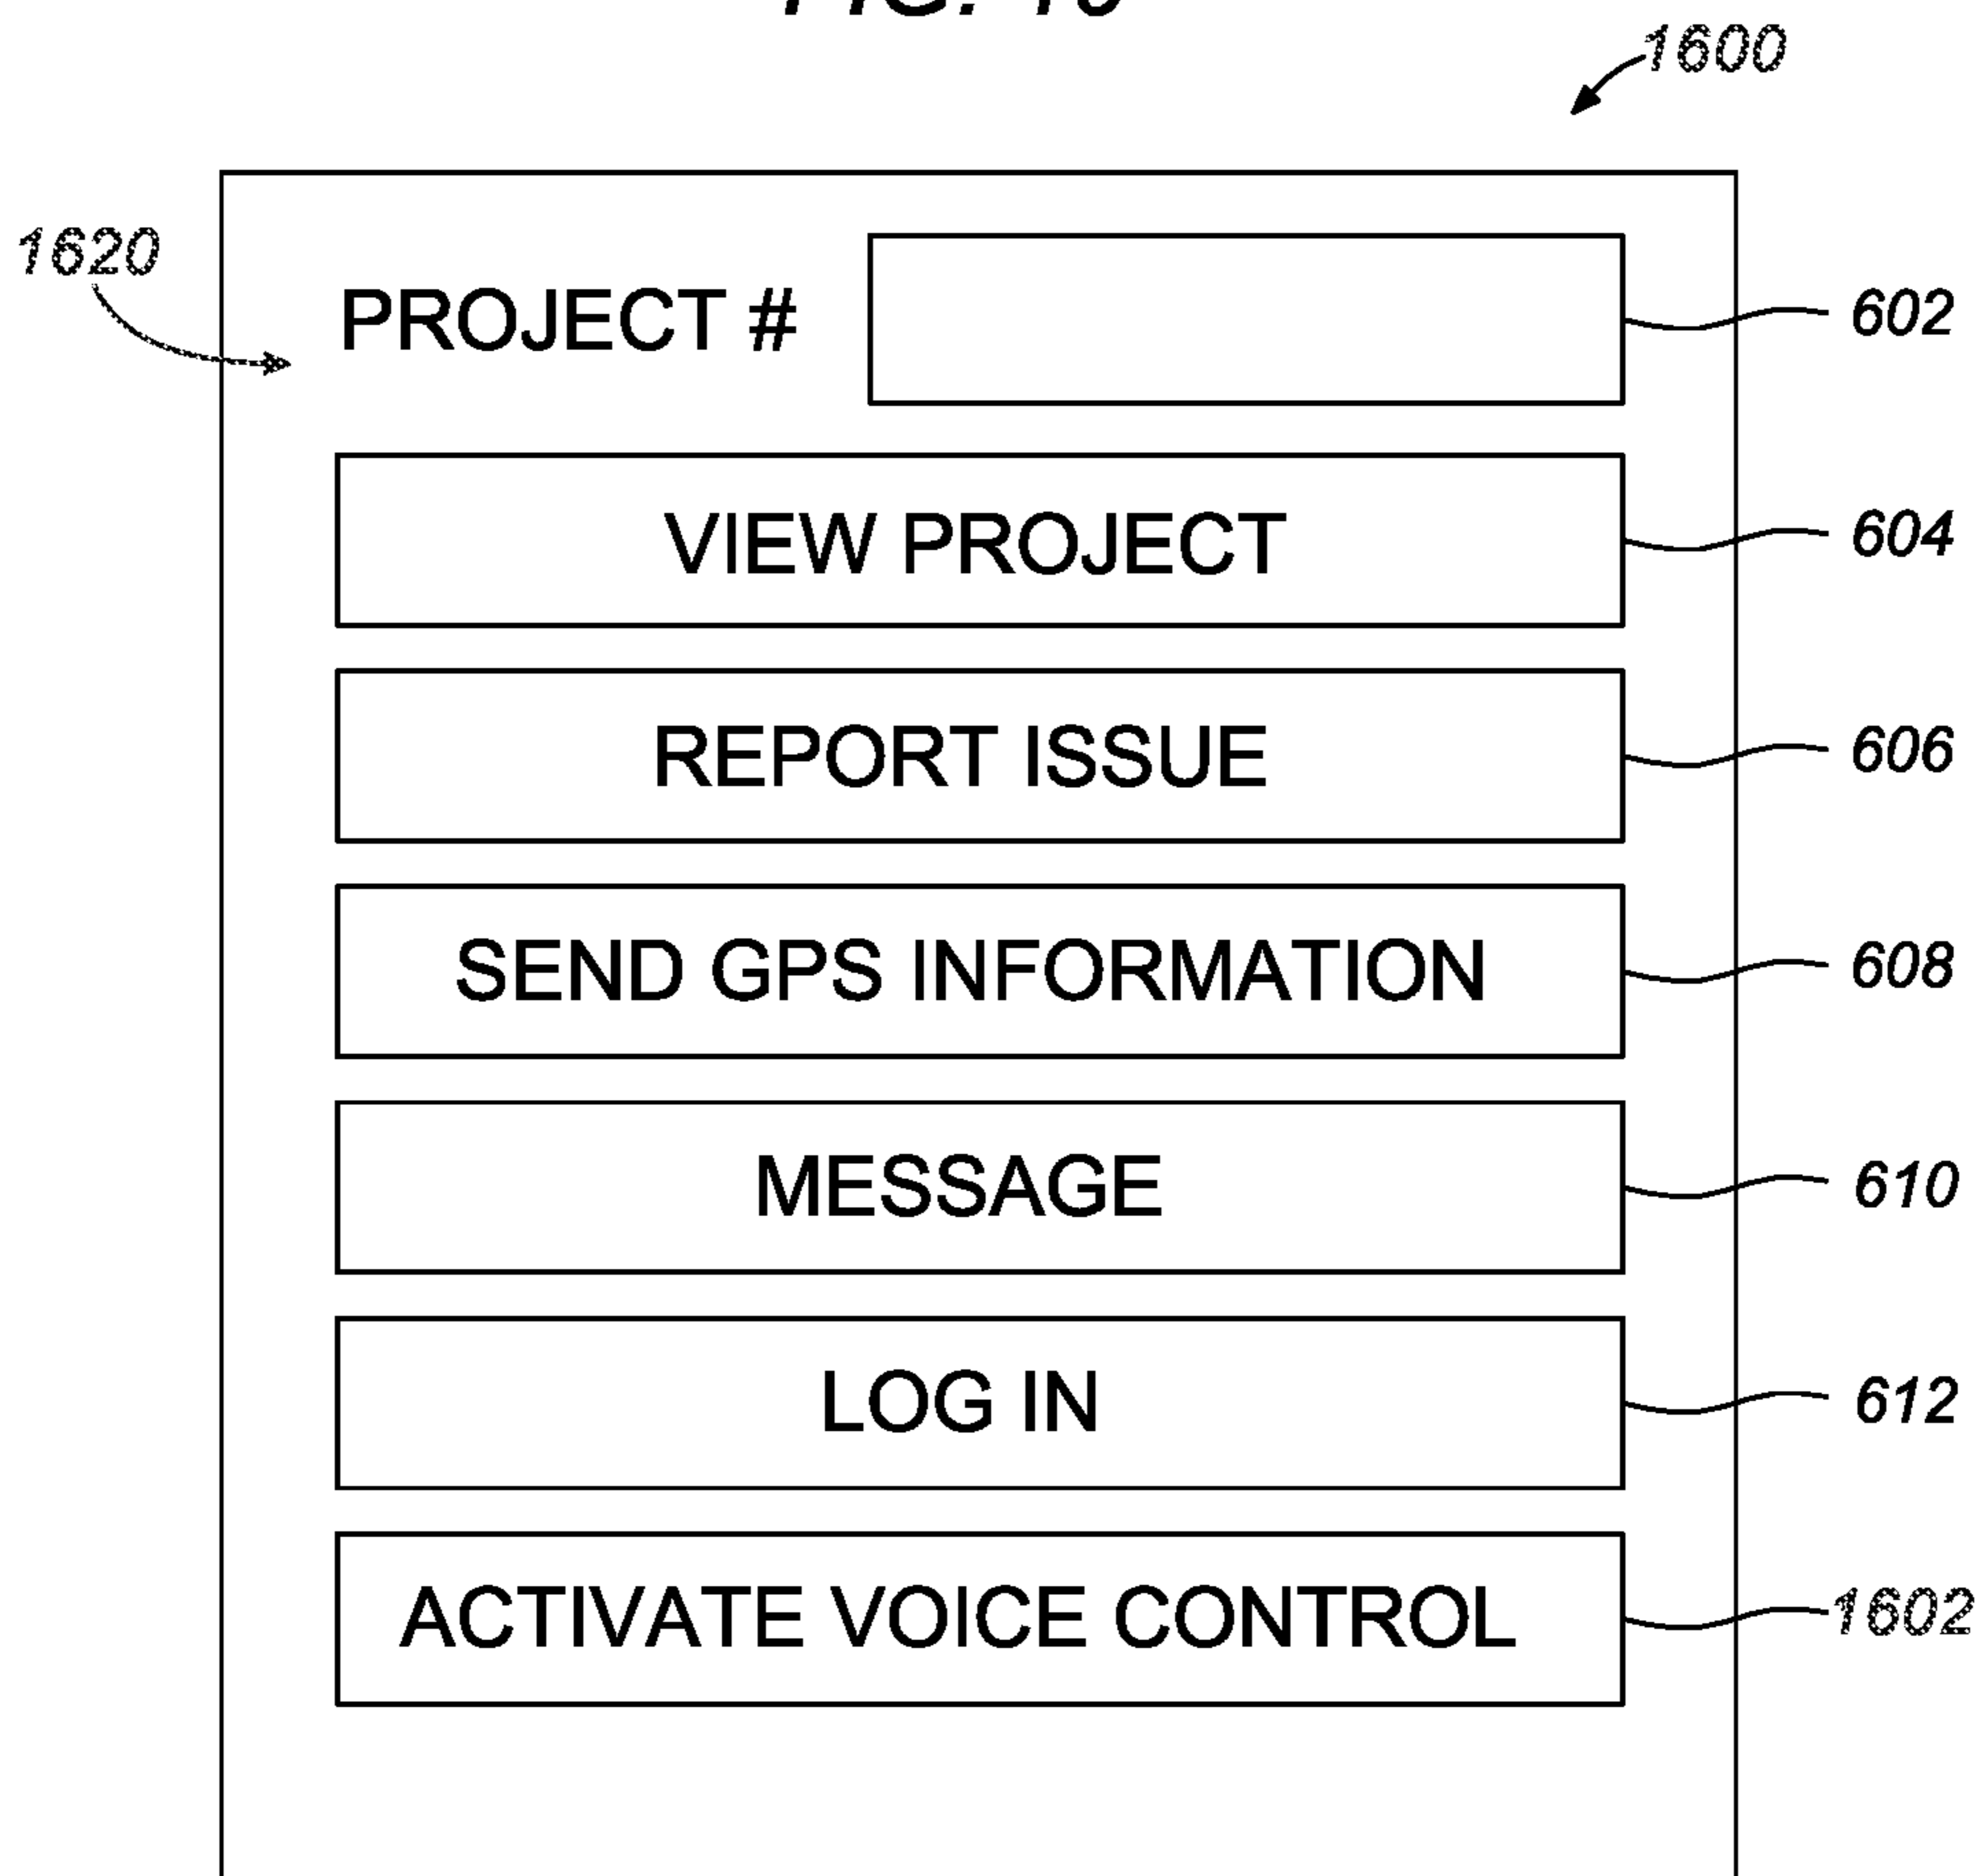 1600
1620
PROJECT # 602
VIEW PROJECT 604
REPORT ISSUE 606
SEND GPS INFORMATION 608
MESSAGE 610
LOG IN 612
ACTIVATE VOICE CONTROL 1602